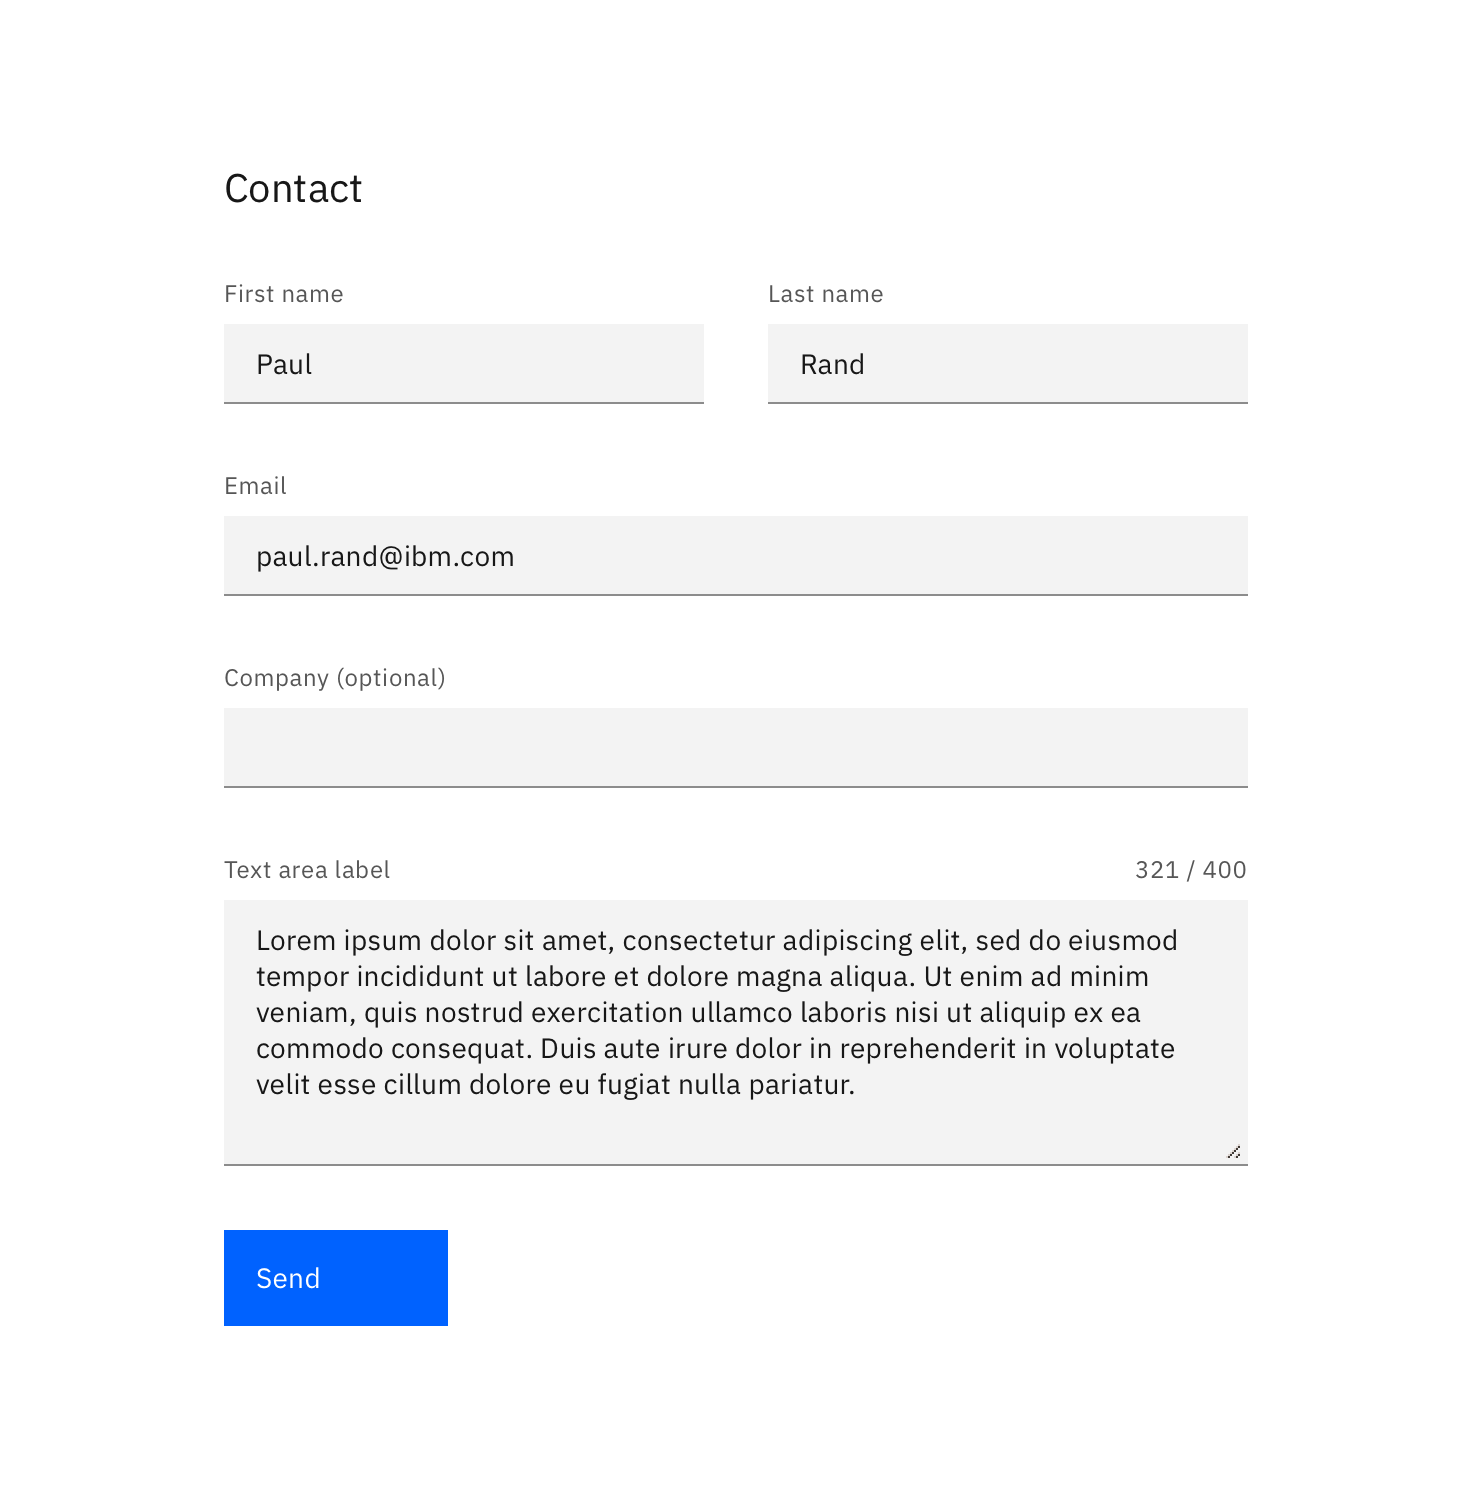 Contact
First name
Last name
Paul
Rand
Email
paul.rand@ibm.com
Company (optional)
Text area label
321 / 400
Lorem ipsum dolor sit amet, consectetur adipiscing elit, sed do eiusmod
tempor incididunt ut labore et dolore magna aliqua. Ut enim ad minim
veniam, quis nostrud exercitation ullamco laboris nisi ut aliquip ex ea
commodo consequat. Duis aute irure dolor in reprehenderit in voluptate
velit esse cillum dolore eu fugiat nulla pariatur.
Send